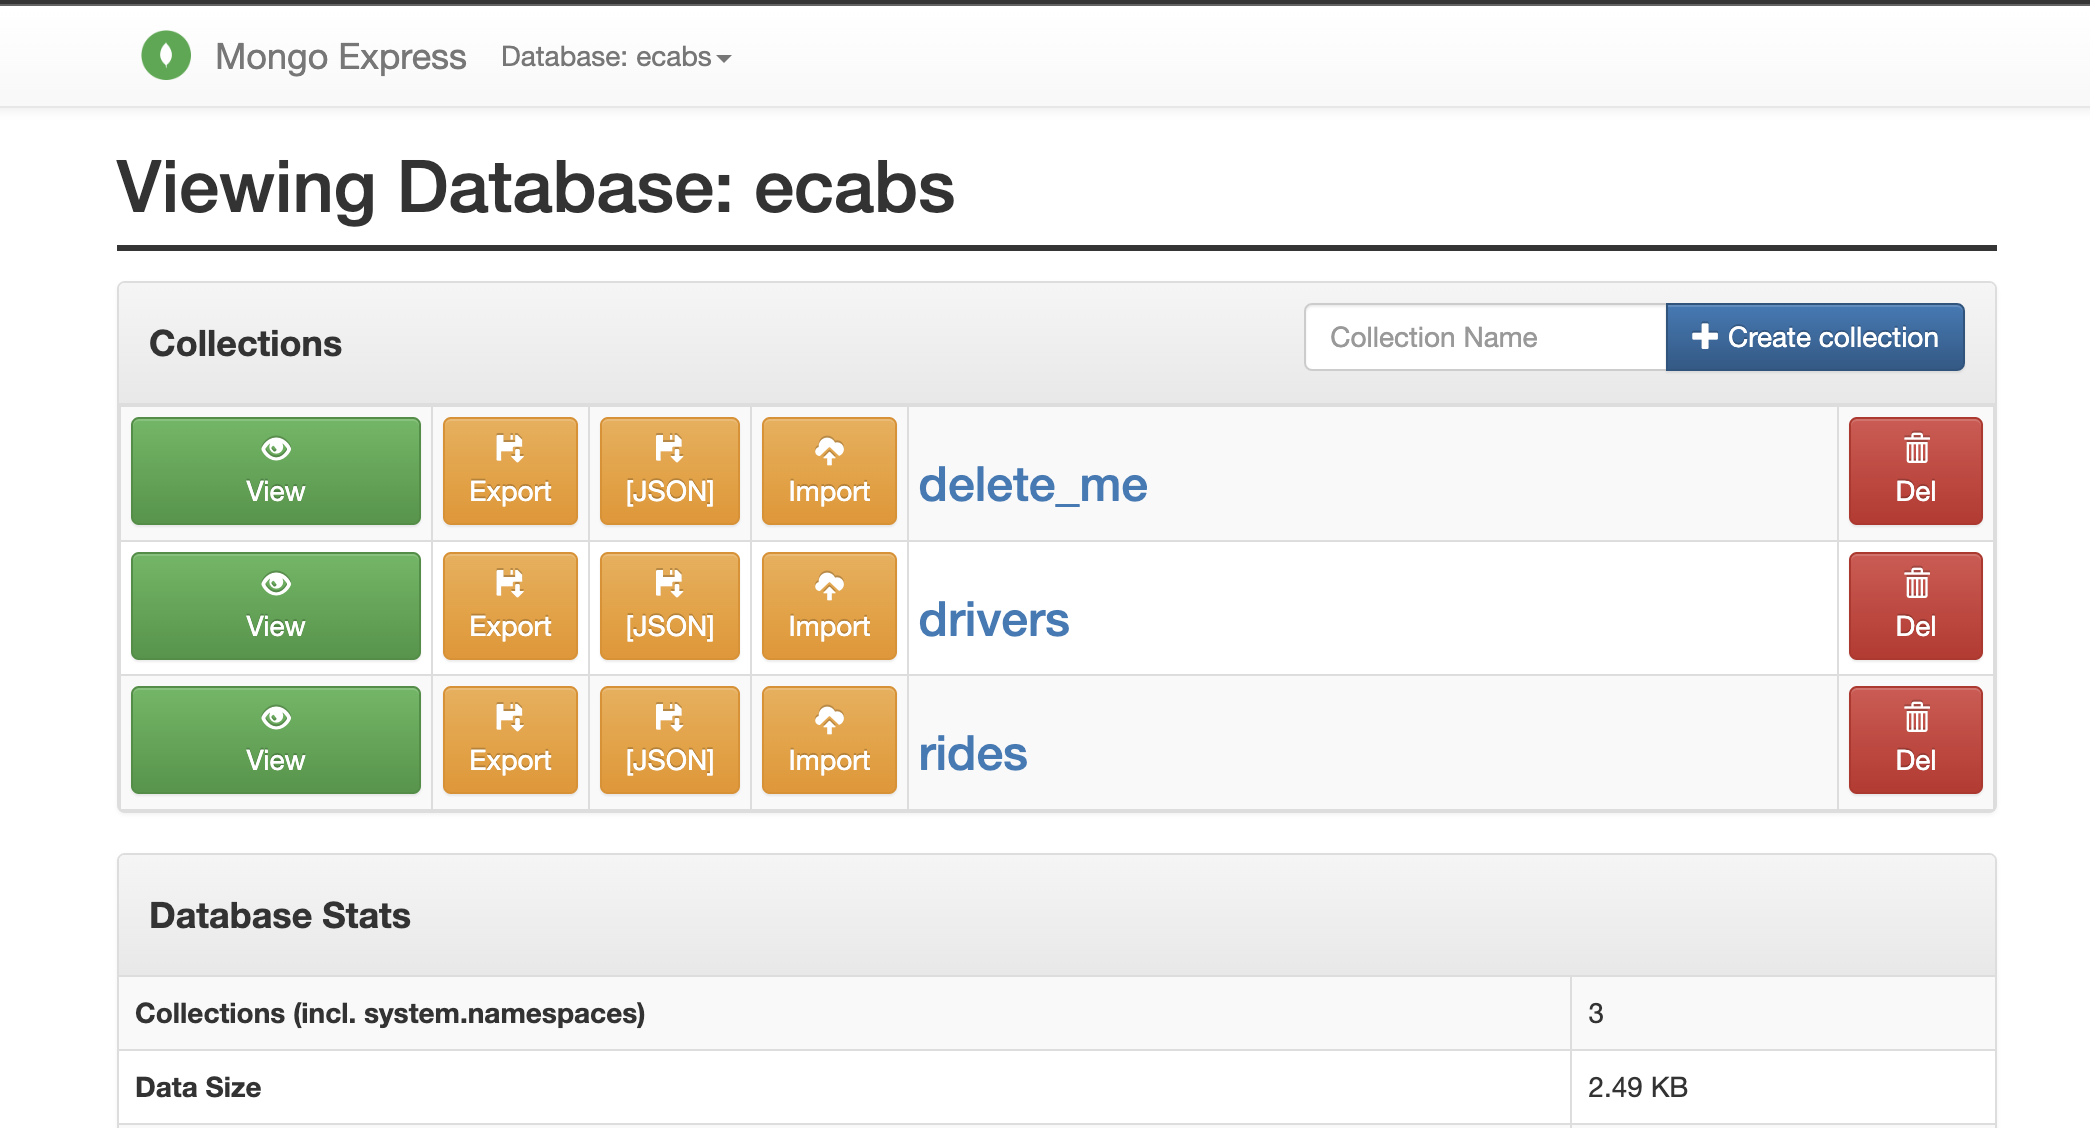 Mongo Express Database: ecabs
Viewing Database: ecabs
Collections Collection Name Create collection
View Export [JSON] Import delete_me Del
View Export [JSON] Import drivers Del
View Export [JSON] Import rides Del
Database Stats
Collections (incl. system.namespaces) 3
Data Size 2.49 KB